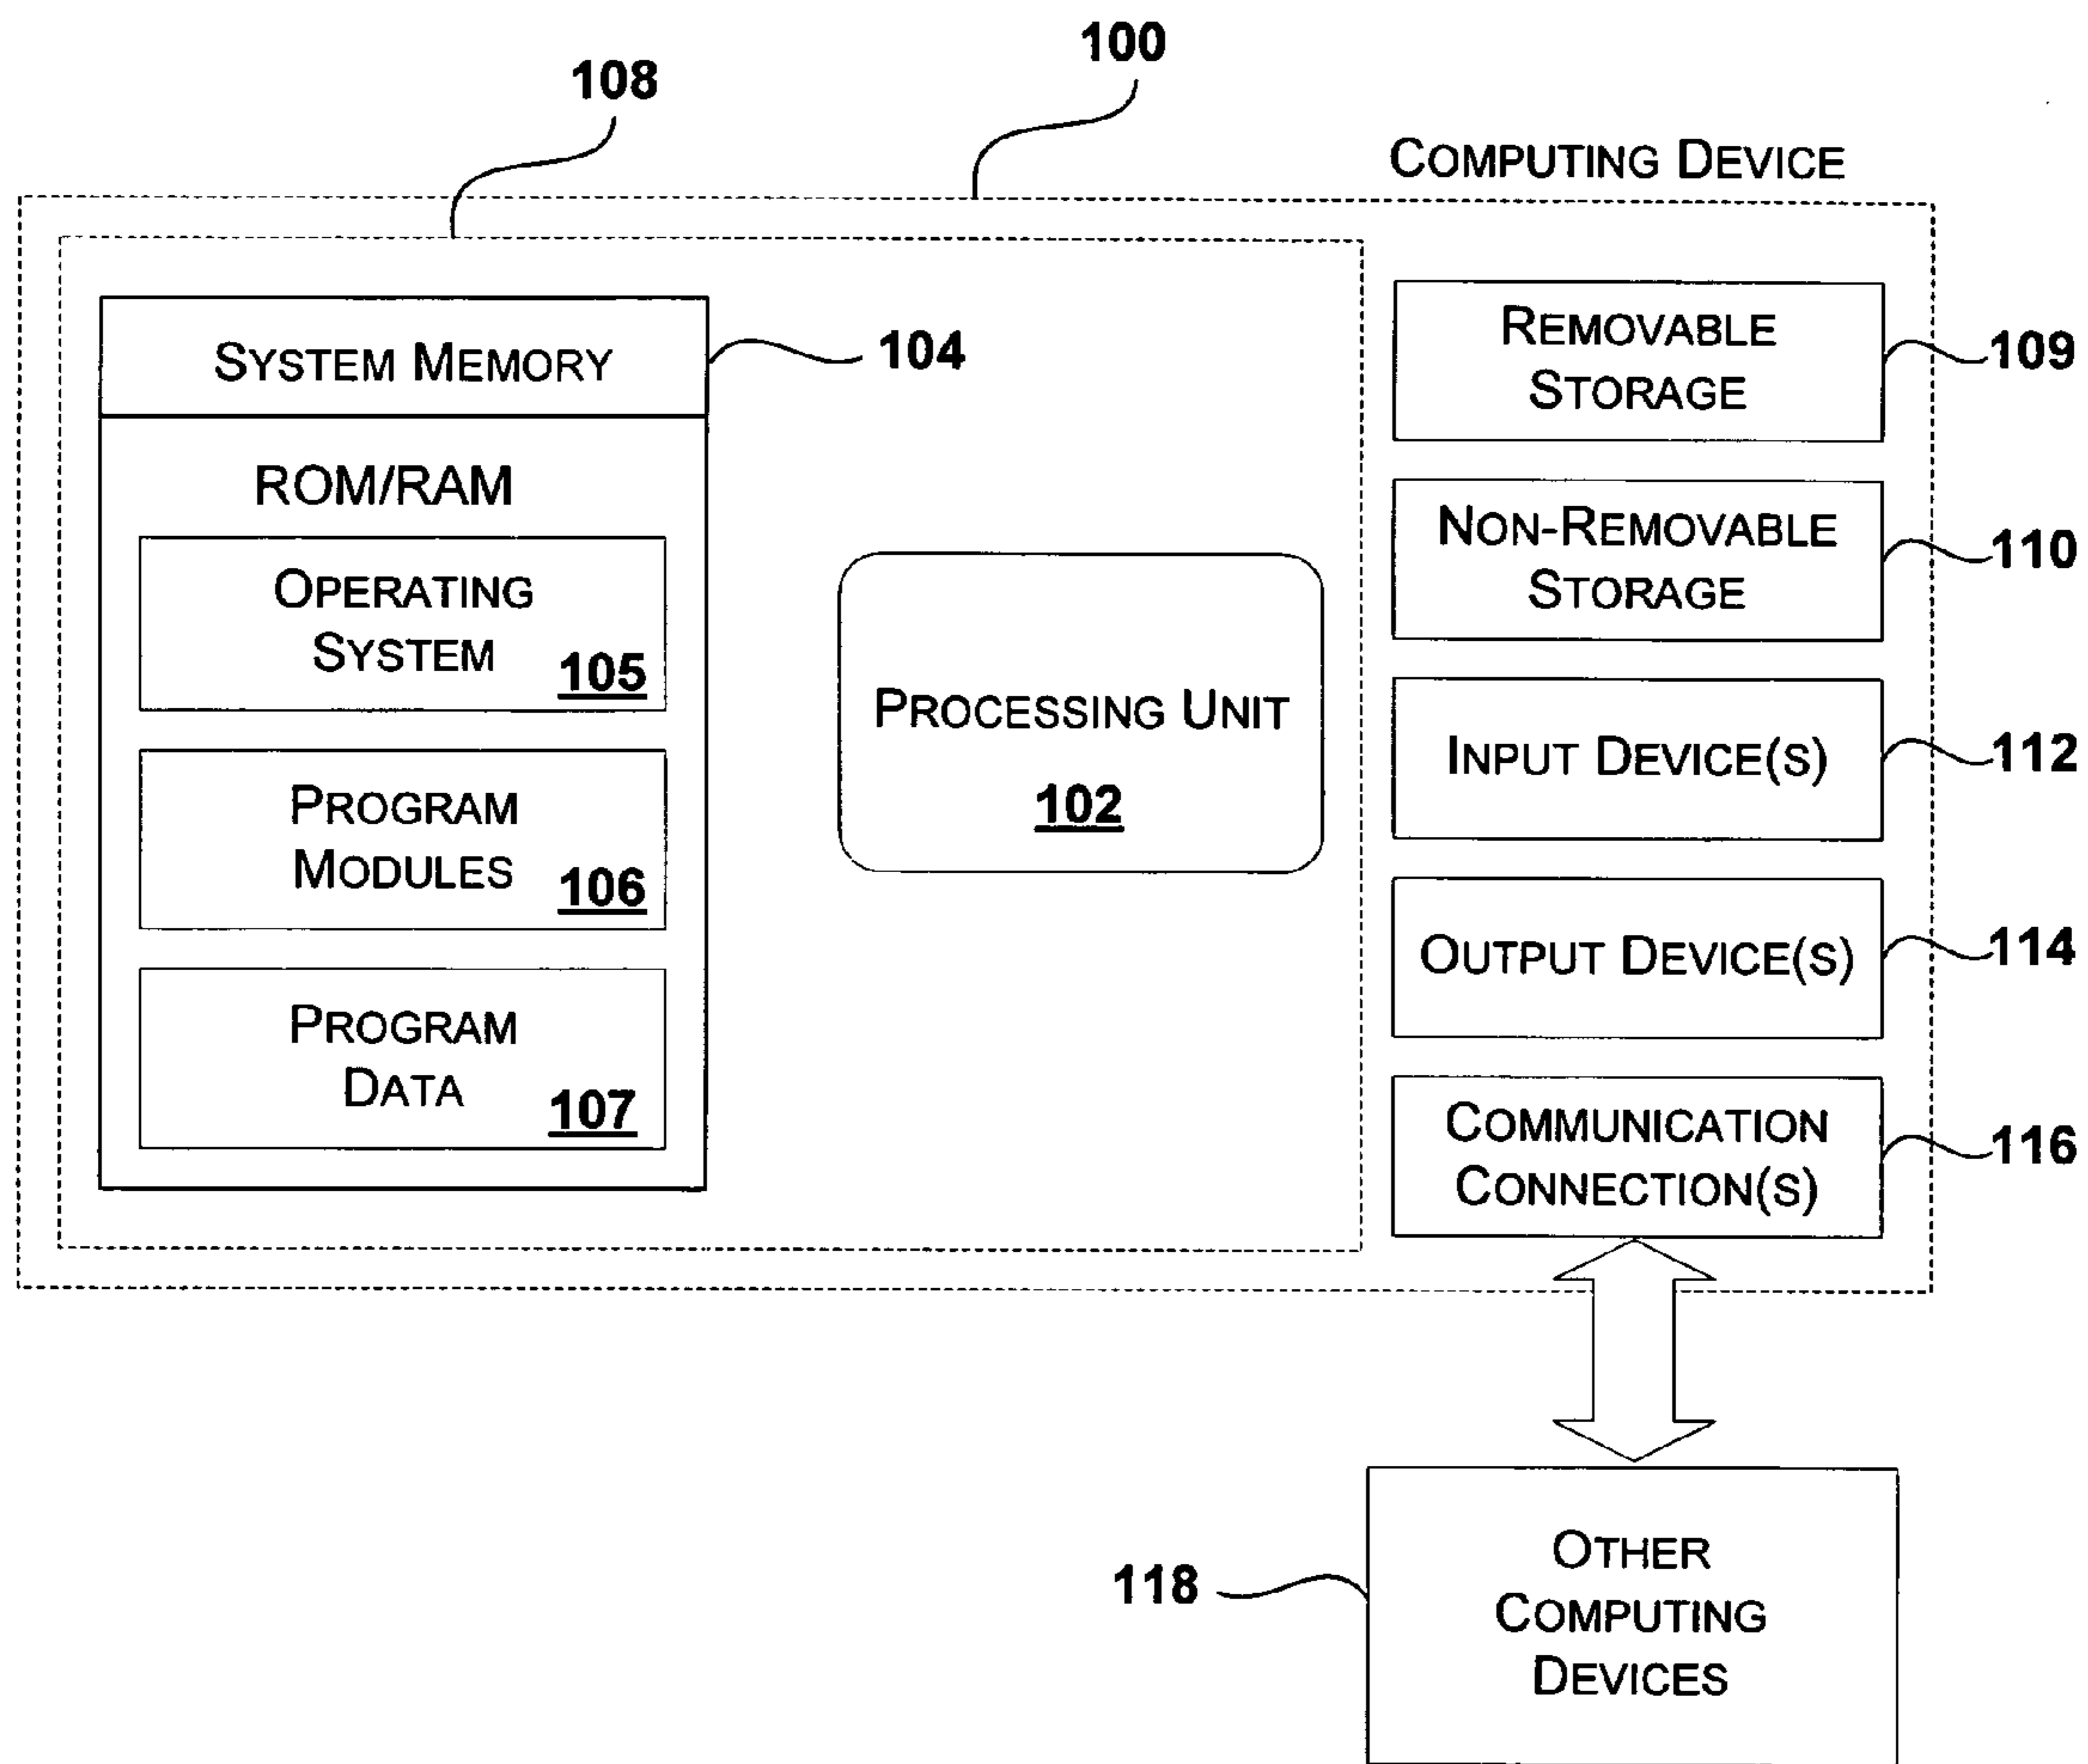 100
108
COMPUTING DEVICE
SYSTEM MEMORY
104
ROM/RAM
OPERATING
SYSTEM
105
PROGRAM
MODULES
106
PROGRAM
DATA
107
PROCESSING UNIT
102
REMOVABLE
STORAGE
109
NON-REMOVABLE
STORAGE
110
INPUT DEVICE(S)
112
OUTPUT DEVICE(S)
114
COMMUNICATION
CONNECTION(S)
116
118
OTHER
COMPUTING
DEVICES